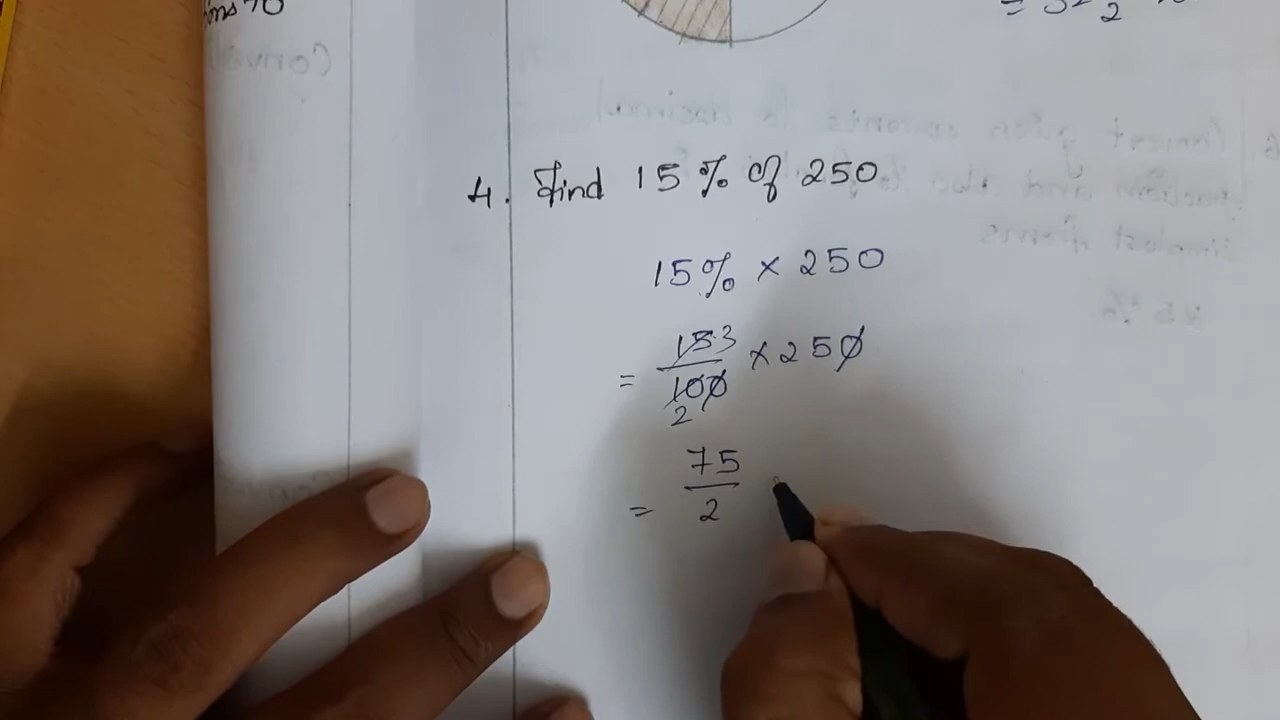 4. Find 15% of 250
15% × 250
= 15 3 / 100 2 × 250
= 75 / 2